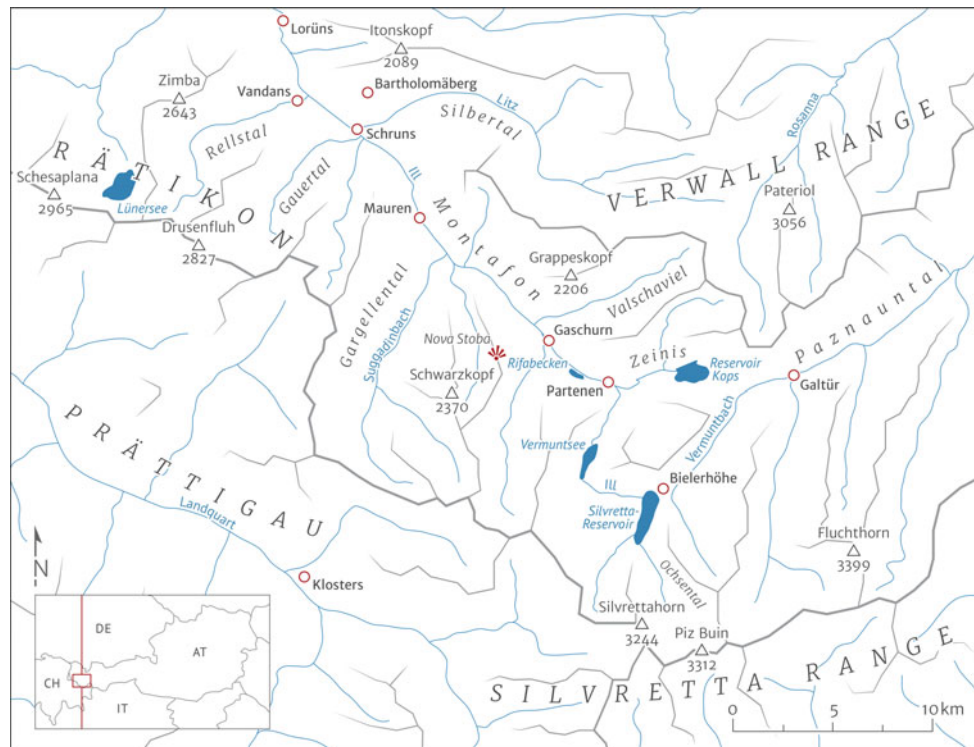 Lorüns
Itonskopf
2089
Zimba
2643
Bartholomäberg
Vandans
Litz
Silbertal
Rosanna
Schruns
Rellstal
RÄTIKON
VERWALL RANGE
Schesaplana
2965
Lünersee
Gauertal
Ill
Pateriol
3056
Mauren
Drusenfluh
2827
Montafon
Grappeskopf
2206
Valschaviel
Gargellental
Suggadinbach
Nova Stoba
Gaschurn
Rifabecken
Zeinis
Reservoir
Kops
Paznauntal
Schwarzkopf
2370
Partenen
Galtür
Vermuntbach
PRÄTTIGAU
Vermuntsee
Ill
Bielerhöhe
Landquart
Silvretta-
Reservoir
Fluchthorn
3399
N
Klosters
Ochsental
Silvrettahorn
3244
Piz Buin
3312
SILVRETTA RANGE
DE
AT
CH
IT
0 5 10 km